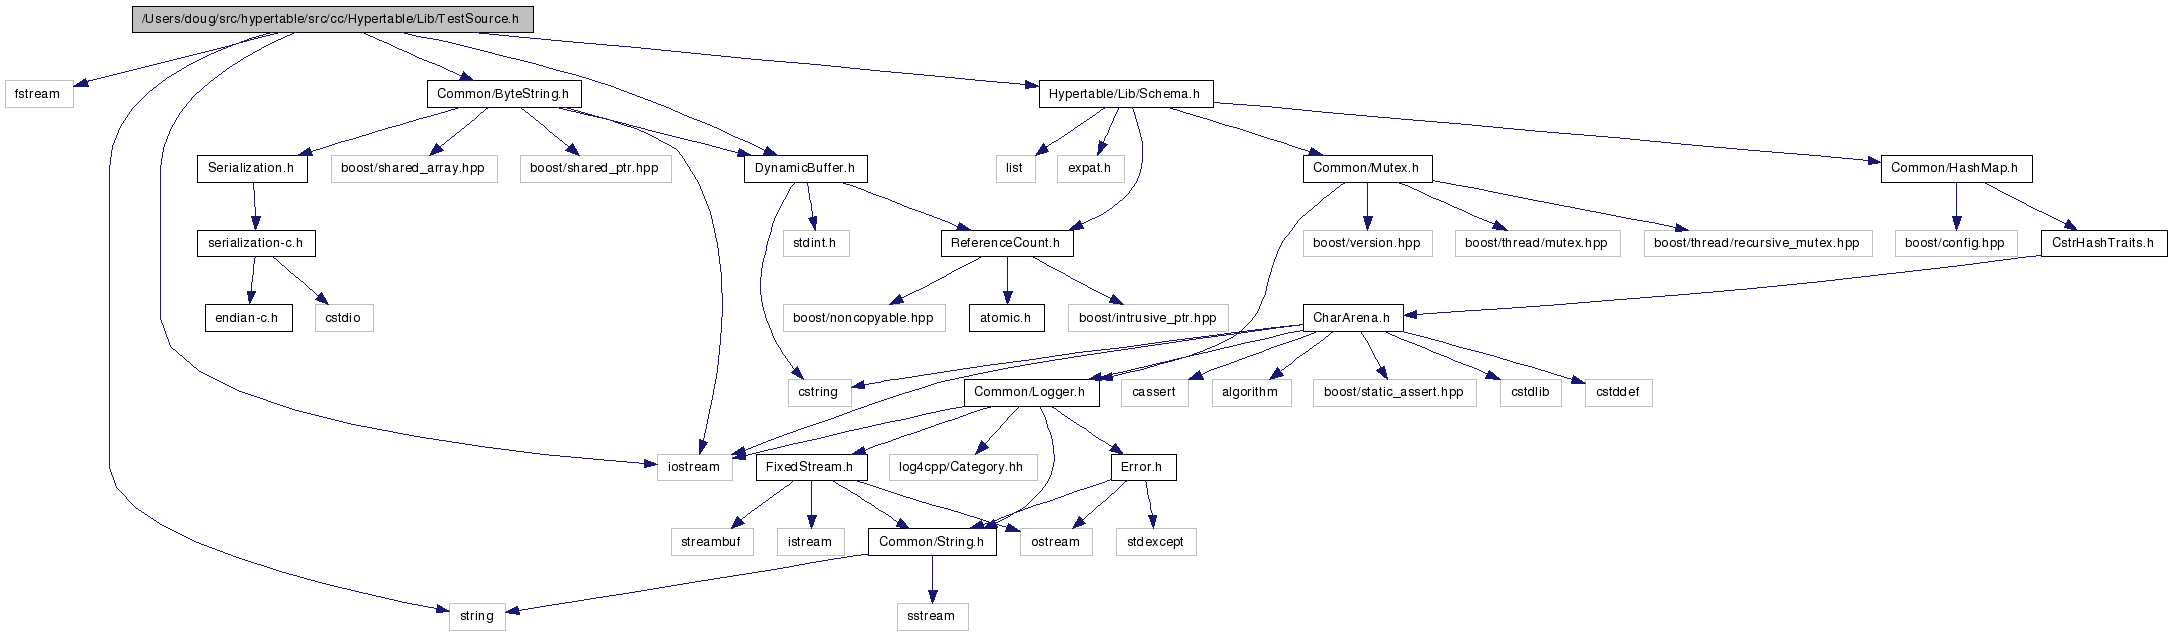 /Users/doug/src/hypertable/src/cc/Hypertable/Lib/TestSource.h
fstream
Common/ByteString.h
Hypertable/Lib/Schema.h
Serialization.h
boost/shared_array.hpp
boost/shared_ptr.hpp
DynamicBuffer.h
list
expat.h
Common/Mutex.h
Common/HashMap.h
serialization-c.h
stdint.h
ReferenceCount.h
boost/version.hpp
boost/thread/mutex.hpp
boost/thread/recursive_mutex.hpp
boost/config.hpp
CstrHashTraits.h
endian-c.h
cstdio
boost/noncopyable.hpp
atomic.h
boost/intrusive_ptr.hpp
CharArena.h
cstring
Common/Logger.h
cassert
algorithm
boost/static_assert.hpp
cstdlib
cstddef
iostream
FixedStream.h
log4cpp/Category.hh
Error.h
streambuf
istream
Common/String.h
ostream
stdexcept
string
sstream